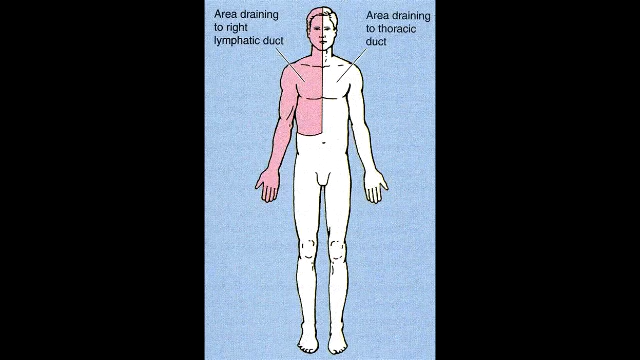 Area draining
to right
lymphatic duct
Area draining
to thoracic
duct